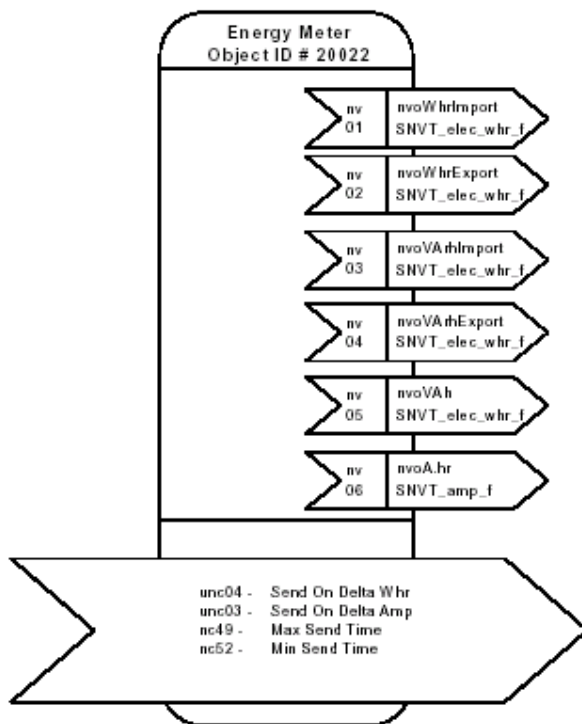 Energy Meter
Object ID # 20022
nv
01
nvoWhrImport
SNVT_elec_whr_f
nv
02
nvoWhrExport
SNVT_elec_whr_f
nv
03
nvoVArhImport
SNVT_elec_whr_f
nv
04
nvoVArhExport
SNVT_elec_whr_f
nv
05
nvoVAh
SNVT_elec_whr_f
nv
06
nvoA.hr
SNVT_amp_f
unc04 - Send On Delta Whr
unc03 - Send On Delta Amp
nc49 - Max Send Time
nc52 - Min Send Time